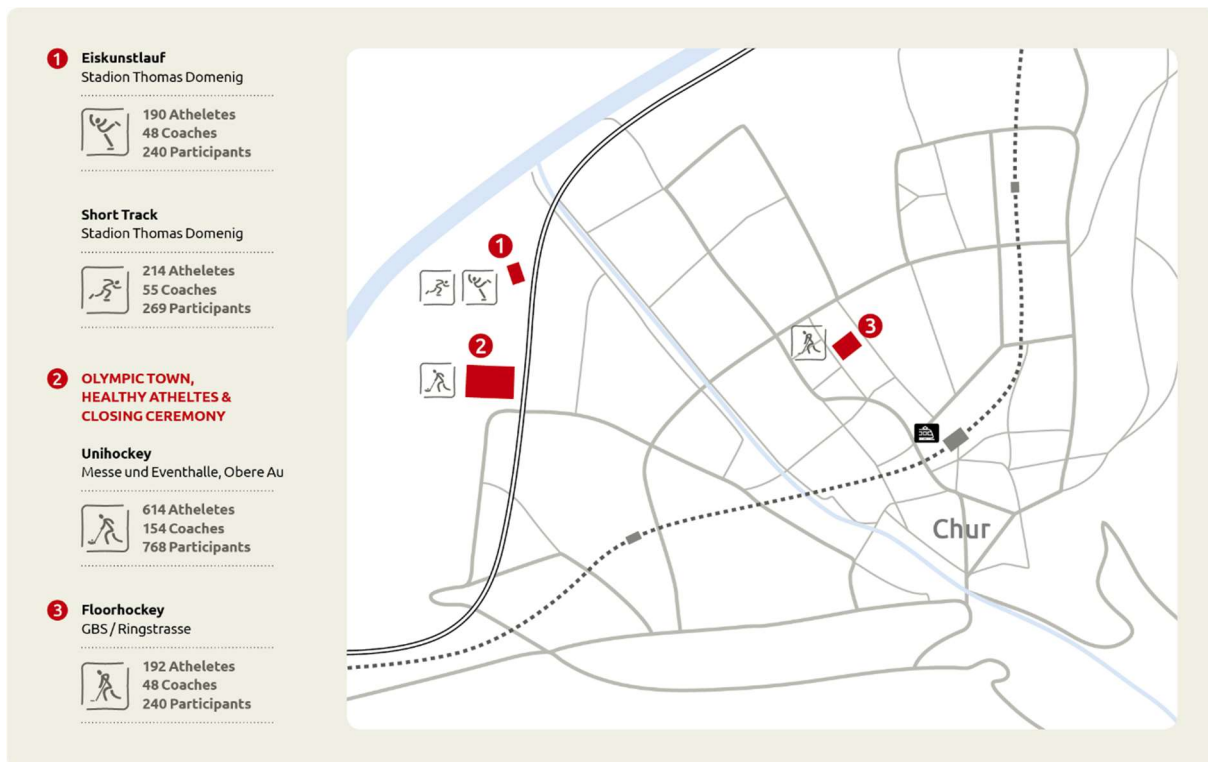 1 Eiskunstlauf
Stadion Thomas Domenig
190 Atheletes
48 Coaches
240 Participants
Short Track
Stadion Thomas Domenig
214 Atheletes
55 Coaches
269 Participants
2 OLYMPIC TOWN,
HEALTHY ATHELTES &
CLOSING CEREMONY
Unihockey
Messe und Eventhalle, Obere Au
614 Atheletes
154 Coaches
768 Participants
3 Floorhockey
GBS / Ringstrasse
192 Atheletes
48 Coaches
240 Participants
1
2
3
Chur